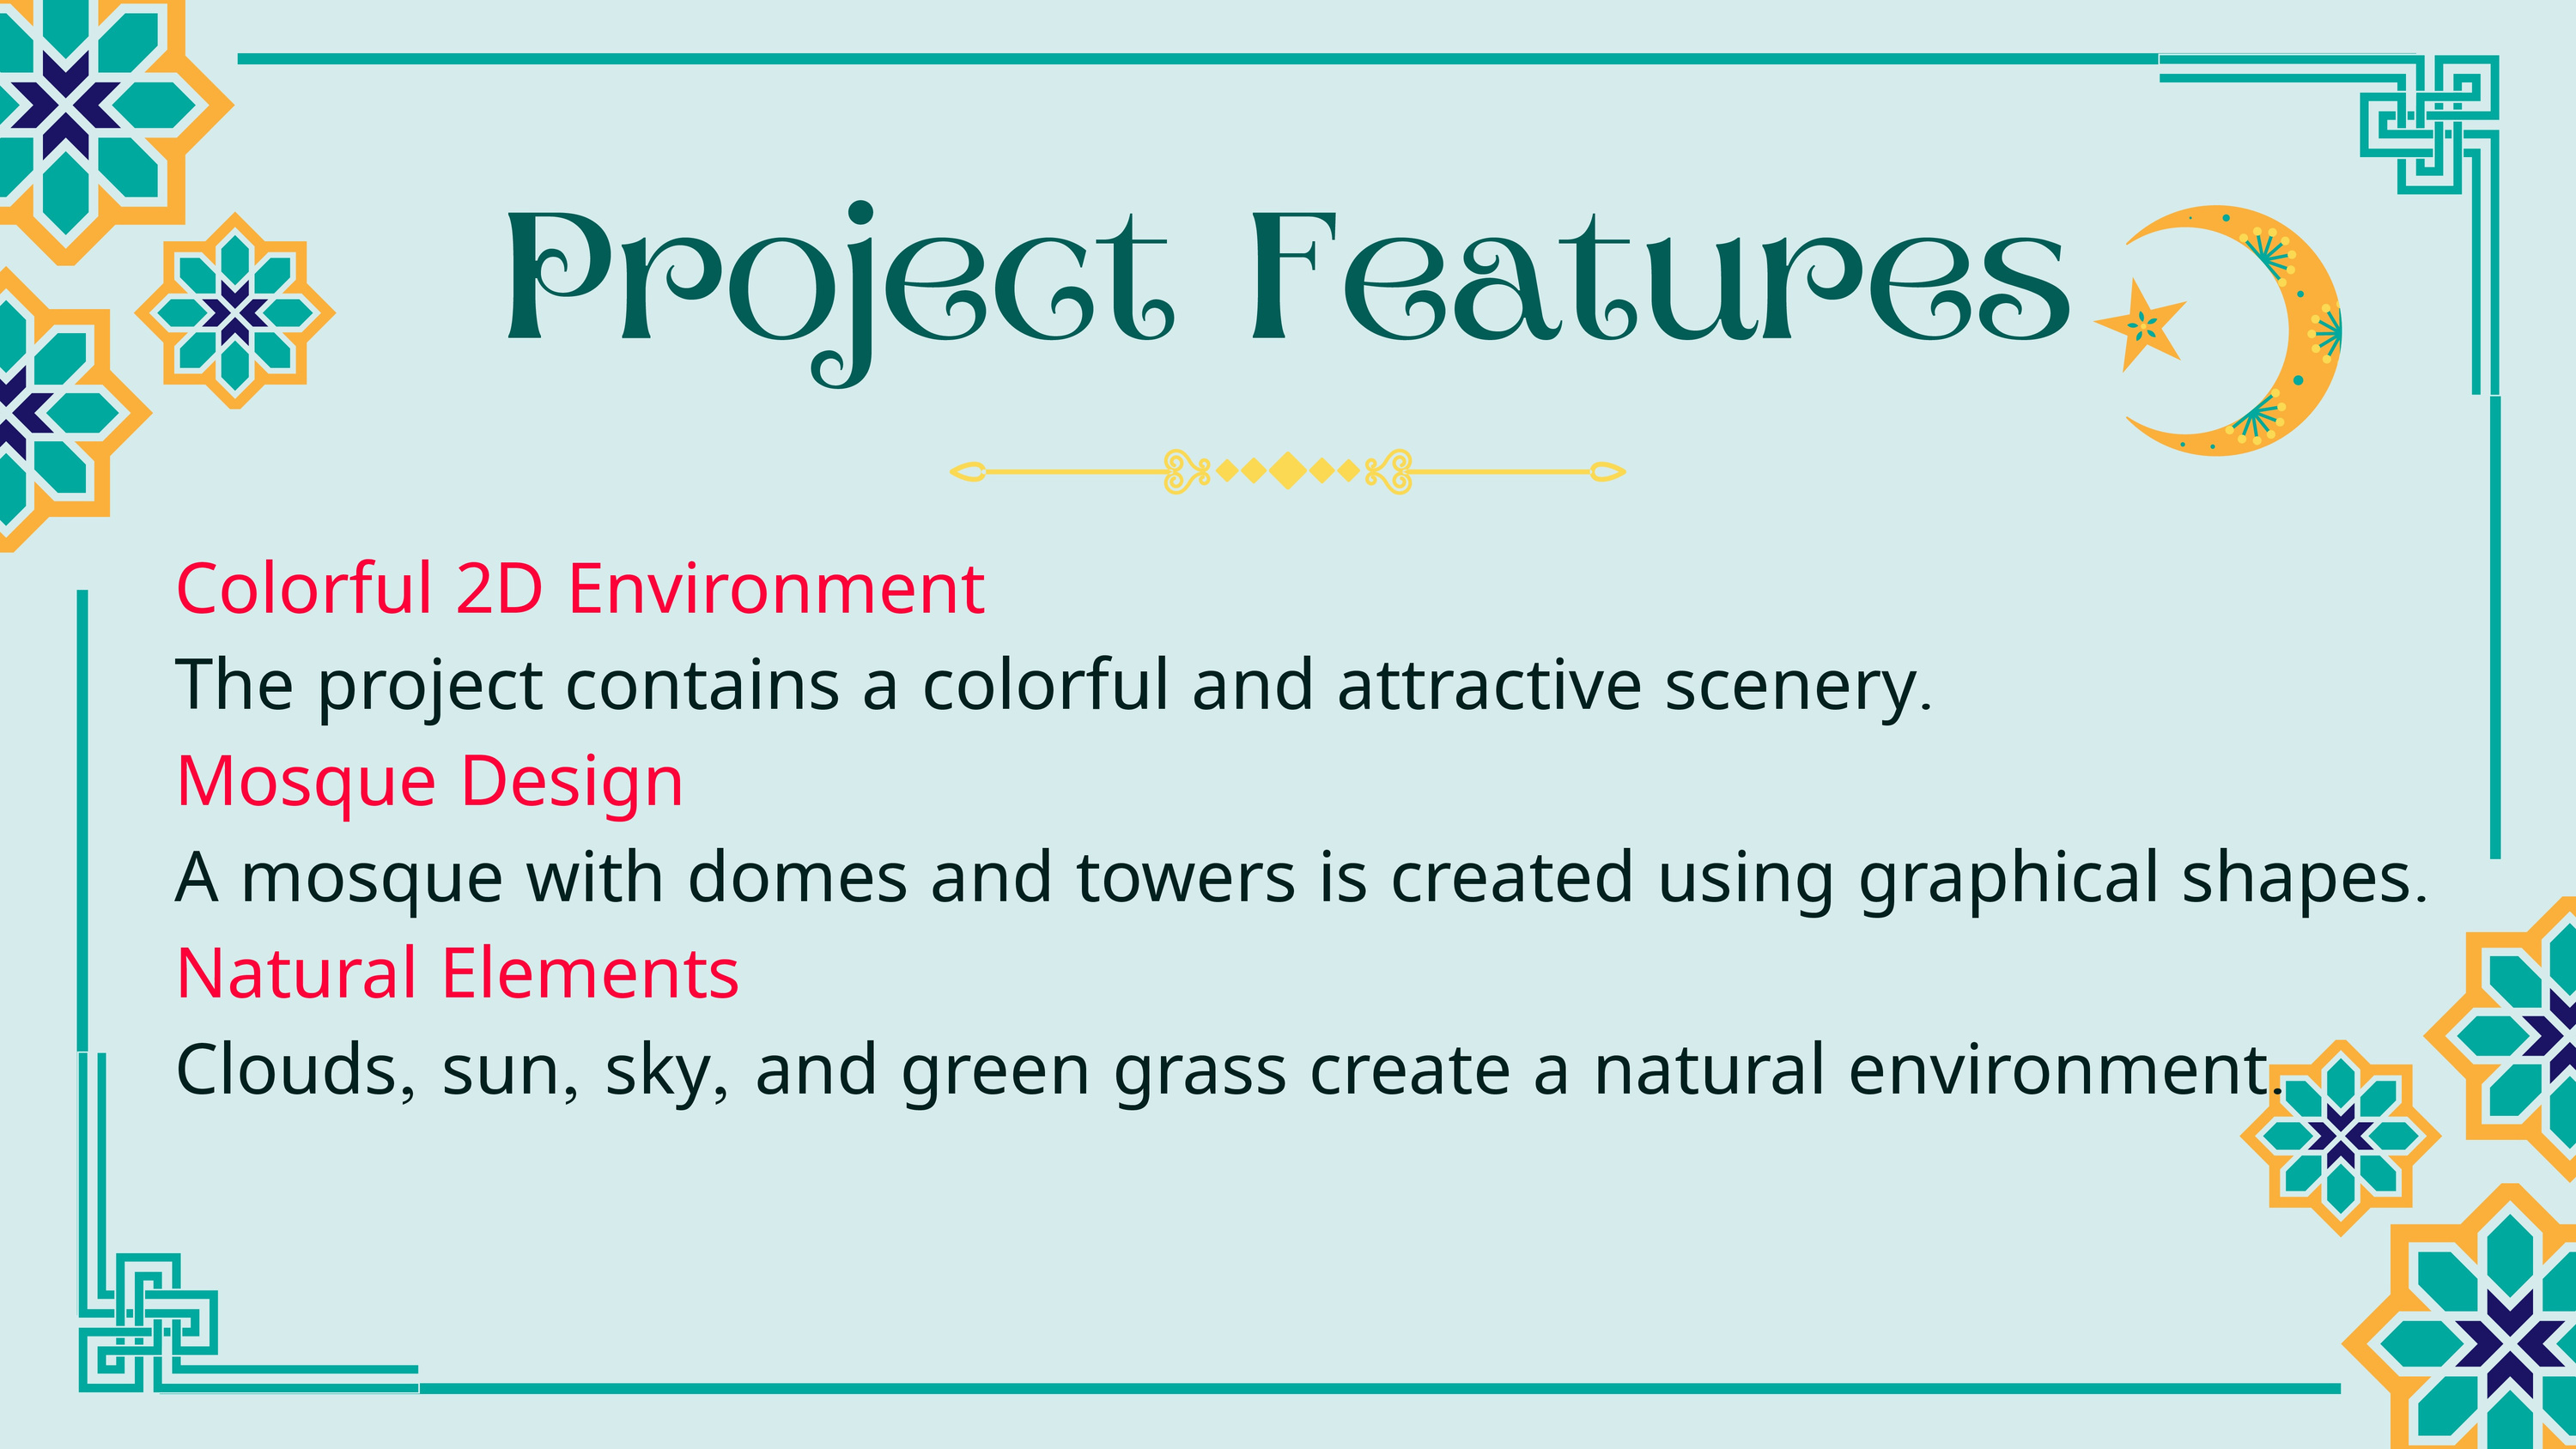 Project Features
Colorful 2D Environment
The project contains a colorful and attractive scenery.
Mosque Design
A mosque with domes and towers is created using graphical shapes.
Natural Elements
Clouds, sun, sky, and green grass create a natural environment.